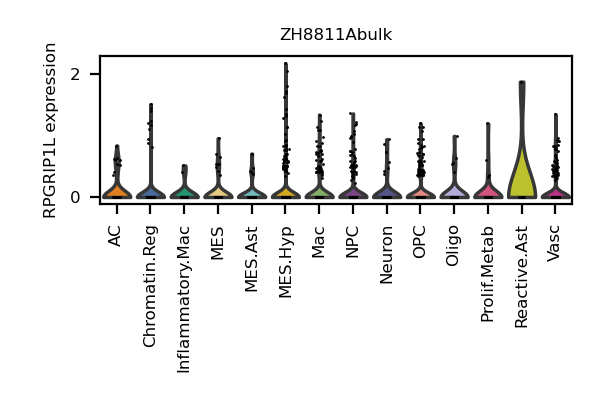 ZH8811Abulk
RPGRIP1L expression
2
0
AC
Chromatin.Reg
Inflammatory.Mac
MES
MES.Ast
MES.Hyp
Mac
NPC
Neuron
OPC
Oligo
Prolif.Metab
Reactive.Ast
Vasc